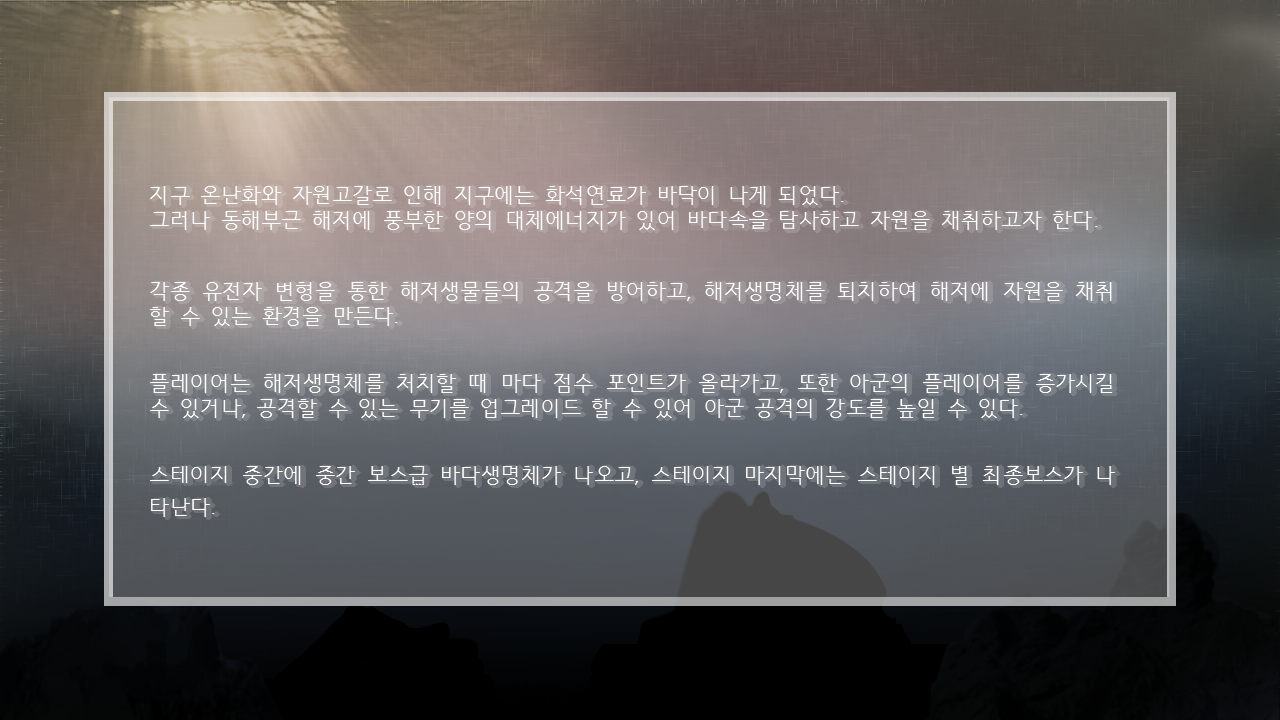 지구 온난화와 자원고갈로 인해 지구에는 화석연료가 바닥이 나게 되었다.
그러나 동해부근 해저에 풍부한 양의 대체에너지가 있어 바다속을 탐사하고 자원을 채취하고자 한다.
각종 유전자 변형을 통한 해저생물들의 공격을 방어하고, 해저생명체를 퇴치하여 해저에 자원을 채취
할 수 있는 환경을 만든다.
플레이어는 해저생명체를 처치할 때 마다 점수 포인트가 올라가고, 또한 아군의 플레이어를 증가시킬
수 있거나, 공격할 수 있는 무기를 업그레이드 할 수 있어 아군 공격의 강도를 높일 수 있다.
스테이지 중간에 중간 보스급 바다생명체가 나오고, 스테이지 마지막에는 스테이지 별 최종보스가 나
타난다.